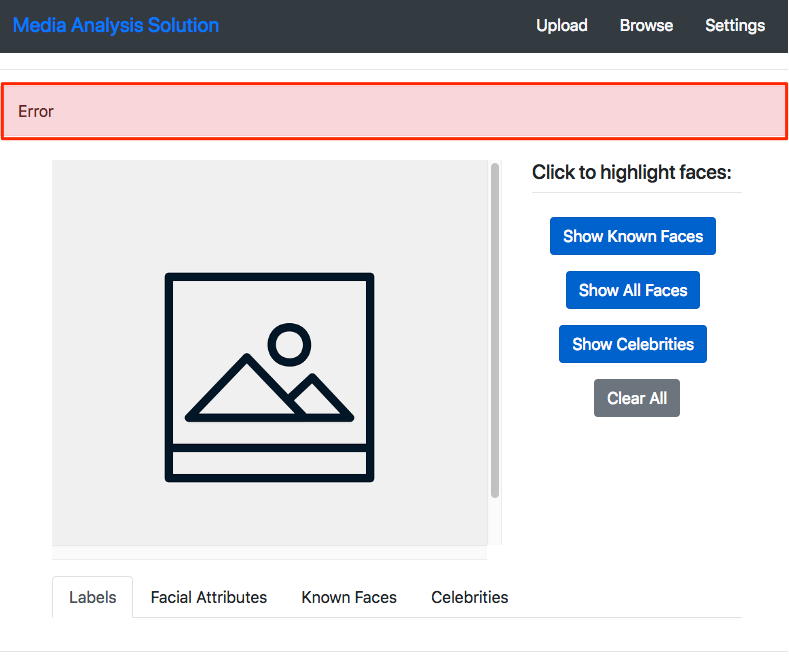 Media Analysis Solution Upload Browse Settings
Error
Click to highlight faces:
Show Known Faces
Show All Faces
Show Celebrities
Clear All
Labels Facial Attributes Known Faces Celebrities